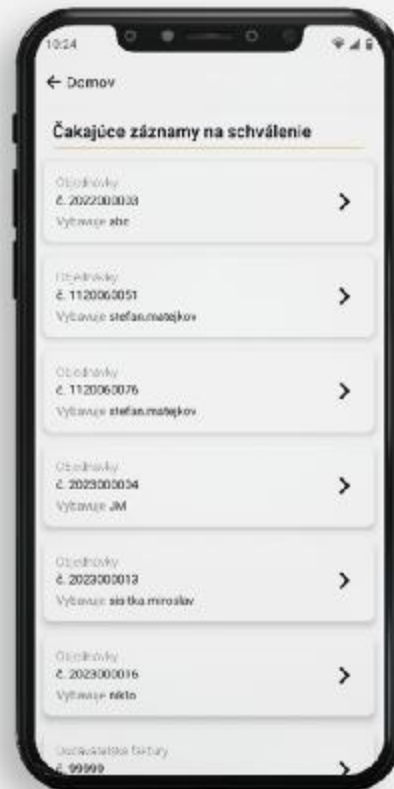 10:24
← Domov
Čakajúce záznamy na schválenie
Objednávky
č. 2022000003
Vybavuje abc
Objednávky
č. 1120060051
Vybavuje stefan.matejkov
Objednávky
č. 1120060076
Vybavuje stefan.matejkov
Objednávky
č. 2023000004
Vybavuje JM
Objednávky
č. 2023000013
Vybavuje miroslav
Objednávky
č. 2023000016
Vybavuje nikto
Dodávateľské faktúry
č. 99999